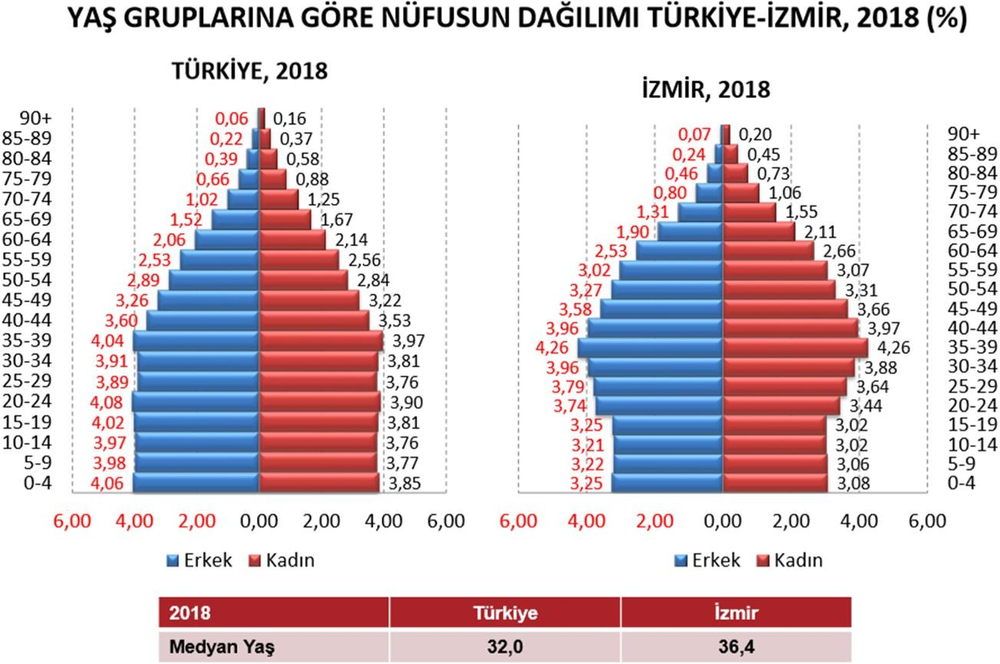 YAŞ GRUPLARINA GÖRE NÜFUSUN DAĞILIMI TÜRKİYE-İZMİR, 2018 (%)
TÜRKİYE, 2018
90+ 0,06 0,16
85-89 0,22 0,37
80-84 0,39 0,58
75-79 0,66 0,88
70-74 1,02 1,25
65-69 1,52 1,67
60-64 2,06 2,14
55-59 2,53 2,56
50-54 2,89 2,84
45-49 3,26 3,22
40-44 3,60 3,53
35-39 4,04 3,97
30-34 3,91 3,81
25-29 3,89 3,76
20-24 4,08 3,90
15-19 4,02 3,81
10-14 3,97 3,76
5-9 3,98 3,77
0-4 4,06 3,85
6,00 4,00 2,00 0,00 2,00 4,00 6,00
Erkek Kadın
İZMİR, 2018
0,07 0,20 90+
0,24 0,45 85-89
0,46 0,73 80-84
0,80 1,06 75-79
1,31 1,55 70-74
1,90 2,11 65-69
2,53 2,66 60-64
3,02 3,07 55-59
3,27 3,31 50-54
3,58 3,66 45-49
3,96 3,97 40-44
4,26 4,26 35-39
3,96 3,88 30-34
3,79 3,64 25-29
3,74 3,44 20-24
3,25 3,02 15-19
3,21 3,02 10-14
3,22 3,06 5-9
3,25 3,08 0-4
6,00 4,00 2,00 0,00 2,00 4,00 6,00
Erkek Kadın
2018 Türkiye İzmir
Medyan Yaş 32,0 36,4